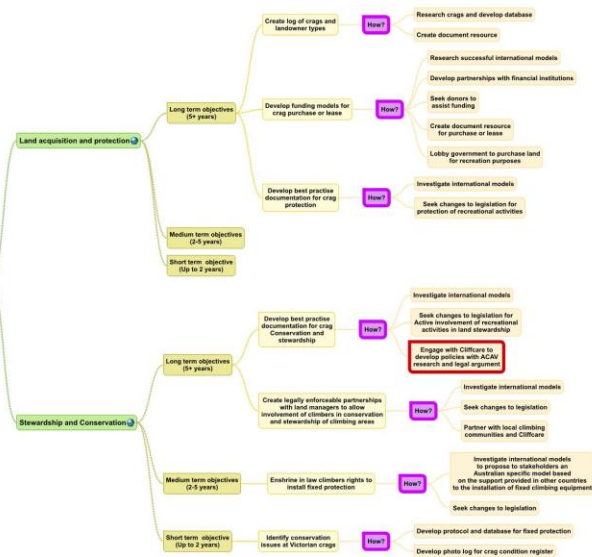 Create log of crags and
landowner types
How?
Research crags and develop database
Create document resource
Land acquisition and protection
Long term objectives
(5+ years)
Develop funding models for
crag purchase or lease
How?
Research successful international models
Develop partnerships with financial institutions
Seek donors to
assist funding
Create document resource
for purchase or lease
Lobby government to purchase land
for recreation purposes
Develop best practise
documentation for crag
protection
How?
Investigate international models
Seek changes to legislation for
protection of recreational activities
Medium term objectives
(2-5 years)
Short term objective
(Up to 2 years)
Stewardship and Conservation
Long term objectives
(5+ years)
Develop best practise
documentation for crag
Conservation and
stewardship
How?
Investigate international models
Seek changes to legislation for
Active involvement of recreational
activities in land stewardship
Engage with Cliffcare to
develop policies with ACAV
research and legal argument
Create legally enforceable partnerships
with land managers to allow
involvement of climbers in conservation
and stewardship of climbing areas
How?
Investigate international models
Seek changes to legislation
Partner with local climbing
communities and Cliffcare
Medium term objectives
(2-5 years)
Enshrine in law climbers rights to
install fixed protection
How?
Investigate international models
to propose to stakeholders an
Australian specific model based
on the support provided in other countries
to the installation of fixed climbing equipment
Seek changes to legislation
Short term objective
(Up to 2 years)
Identify conservation
issues at Victorian crags
How?
Develop protocol and database for fixed protection
Develop photo log for crag condition register